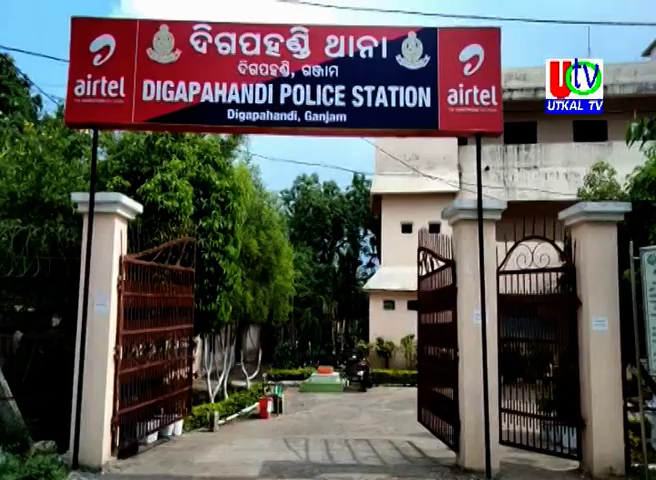 airtel
ଦିଗପହଣ୍ଡି ଥାନା
ଦିଗପହଣ୍ଡି, ଗଞ୍ଜାମ
DIGAPAHANDI POLICE STATION
Digapahandi, Ganjam
airtel
utv
UTKAL TV